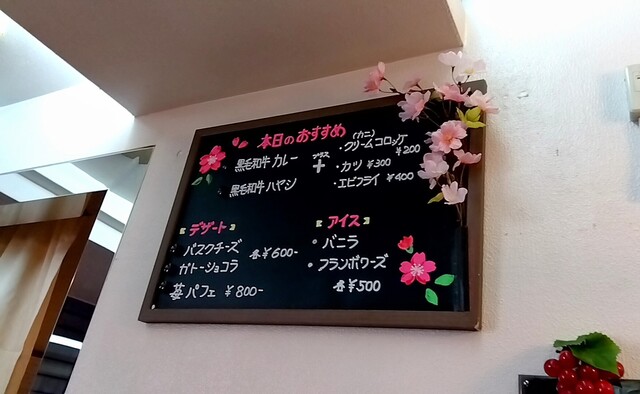 本日のおすすめ
黒毛和牛 カレー
黒毛和牛 ハヤシ
プラス
+
(カニ)
・クリームコロッケ ¥200
・カツ ¥300
・エビフライ ¥400
デザート
バスクチーズ
ガトーショコラ
各¥600-
苺パフェ ¥800-
アイス
・バニラ
・フランボワーズ
各¥500